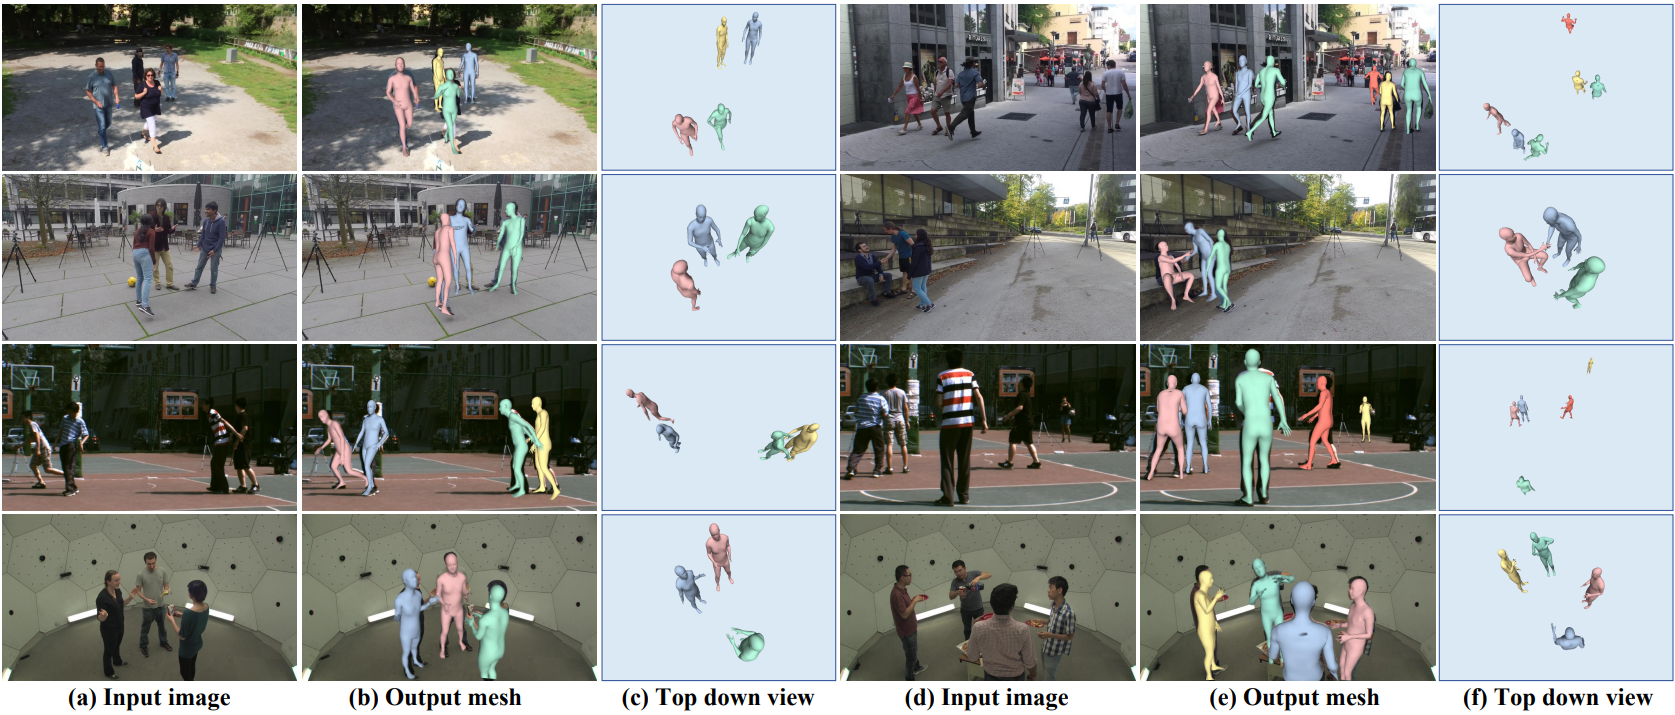 (a) Input image
(b) Output mesh
(c) Top down view
(d) Input image
(e) Output mesh
(f) Top down view